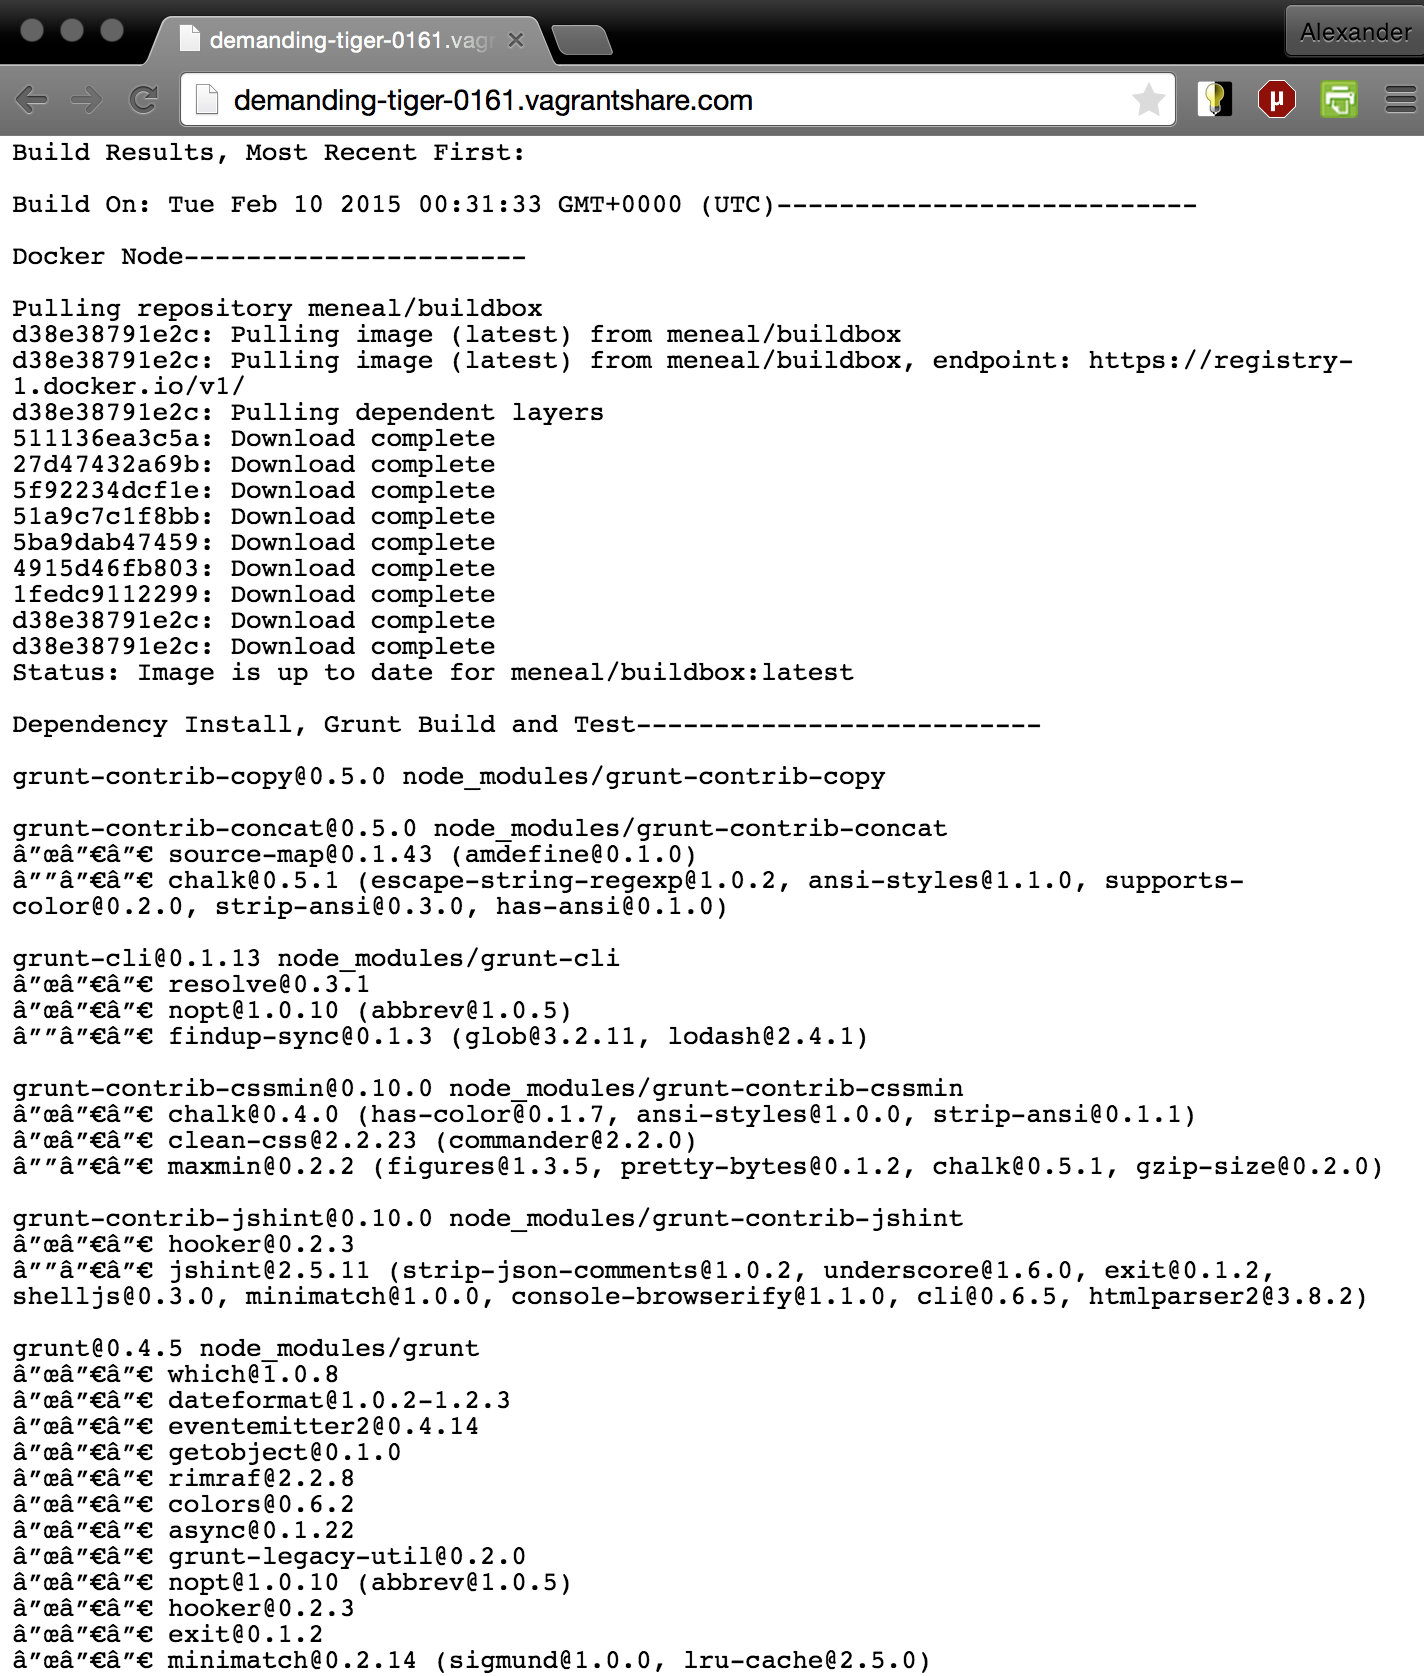 demanding-tiger-0161.vag
Alexander
demanding-tiger-0161.vagrantshare.com
Build Results, Most Recent First:
Build On: Tue Feb 10 2015 00:31:33 GMT+0000 (UTC)---------------------------
Docker Node----------------------
Pulling repository meneal/buildbox
d38e38791e2c: Pulling image (latest) from meneal/buildbox
d38e38791e2c: Pulling image (latest) from meneal/buildbox, endpoint: https://registry-
1.docker.io/v1/
d38e38791e2c: Pulling dependent layers
511136ea3c5a: Download complete
27d47432a69b: Download complete
5f92234dcf1e: Download complete
51a9c7c1f8bb: Download complete
5ba9dab47459: Download complete
4915d46fb803: Download complete
1fedc9112299: Download complete
d38e38791e2c: Download complete
d38e38791e2c: Download complete
Status: Image is up to date for meneal/buildbox:latest
Dependency Install, Grunt Build and Test--------------------------
grunt-contrib-copy@0.5.0 node_modules/grunt-contrib-copy
grunt-contrib-concat@0.5.0 node_modules/grunt-contrib-concat
â”œâ”€â”€ source-map@0.1.43 (amdefine@0.1.0)
â””â”€â”€ chalk@0.5.1 (escape-string-regexp@1.0.2, ansi-styles@1.1.0, supports-
color@0.2.0, strip-ansi@0.3.0, has-ansi@0.1.0)
grunt-cli@0.1.13 node_modules/grunt-cli
â”œâ”€â”€ resolve@0.3.1
â”œâ”€â”€ nopt@1.0.10 (abbrev@1.0.5)
â””â”€â”€ findup-sync@0.1.3 (glob@3.2.11, lodash@2.4.1)
grunt-contrib-cssmin@0.10.0 node_modules/grunt-contrib-cssmin
â”œâ”€â”€ chalk@0.4.0 (has-color@0.1.7, ansi-styles@1.0.0, strip-ansi@0.1.1)
â”œâ”€â”€ clean-css@2.2.23 (commander@2.2.0)
â””â”€â”€ maxmin@0.2.2 (figures@1.3.5, pretty-bytes@0.1.2, chalk@0.5.1, gzip-size@0.2.0)
grunt-contrib-jshint@0.10.0 node_modules/grunt-contrib-jshint
â”œâ”€â”€ hooker@0.2.3
â””â”€â”€ jshint@2.5.11 (strip-json-comments@1.0.2, underscore@1.6.0, exit@0.1.2,
shelljs@0.3.0, minimatch@1.0.0, console-browserify@1.1.0, cli@0.6.5, htmlparser2@3.8.2)
grunt@0.4.5 node_modules/grunt
â”œâ”€â”€ which@1.0.8
â”œâ”€â”€ dateformat@1.0.2-1.2.3
â”œâ”€â”€ eventemitter2@0.4.14
â”œâ”€â”€ getobject@0.1.0
â”œâ”€â”€ rimraf@2.2.8
â”œâ”€â”€ colors@0.6.2
â”œâ”€â”€ async@0.1.22
â”œâ”€â”€ grunt-legacy-util@0.2.0
â”œâ”€â”€ nopt@1.0.10 (abbrev@1.0.5)
â”œâ”€â”€ hooker@0.2.3
â”œâ”€â”€ exit@0.1.2
â”œâ”€â”€ minimatch@0.2.14 (sigmund@1.0.0, lru-cache@2.5.0)